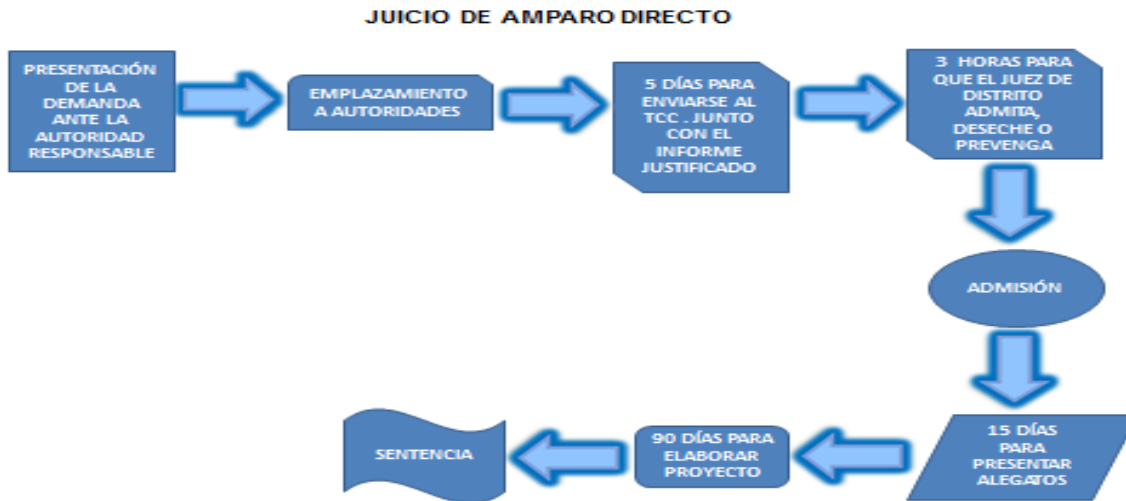 JUICIO DE AMPARO DIRECTO
PRESENTACIÓN
DE LA
DEMANDA
ANTE LA
AUTORIDAD
RESPONSABLE
EMPLAZAMIENTO
A AUTORIDADES
5 DÍAS PARA
ENVIARSE AL
TCC . JUNTO
CON EL
INFORME
JUSTIFICADO
3 HORAS PARA
QUE EL JUEZ DE
DISTRITO
ADMITA,
DESECHE O
PREVENGA
ADMISIÓN
15 DÍAS
PARA
PRESENTAR
ALEGATOS
90 DÍAS PARA
ELABORAR
PROYECTO
SENTENCIA